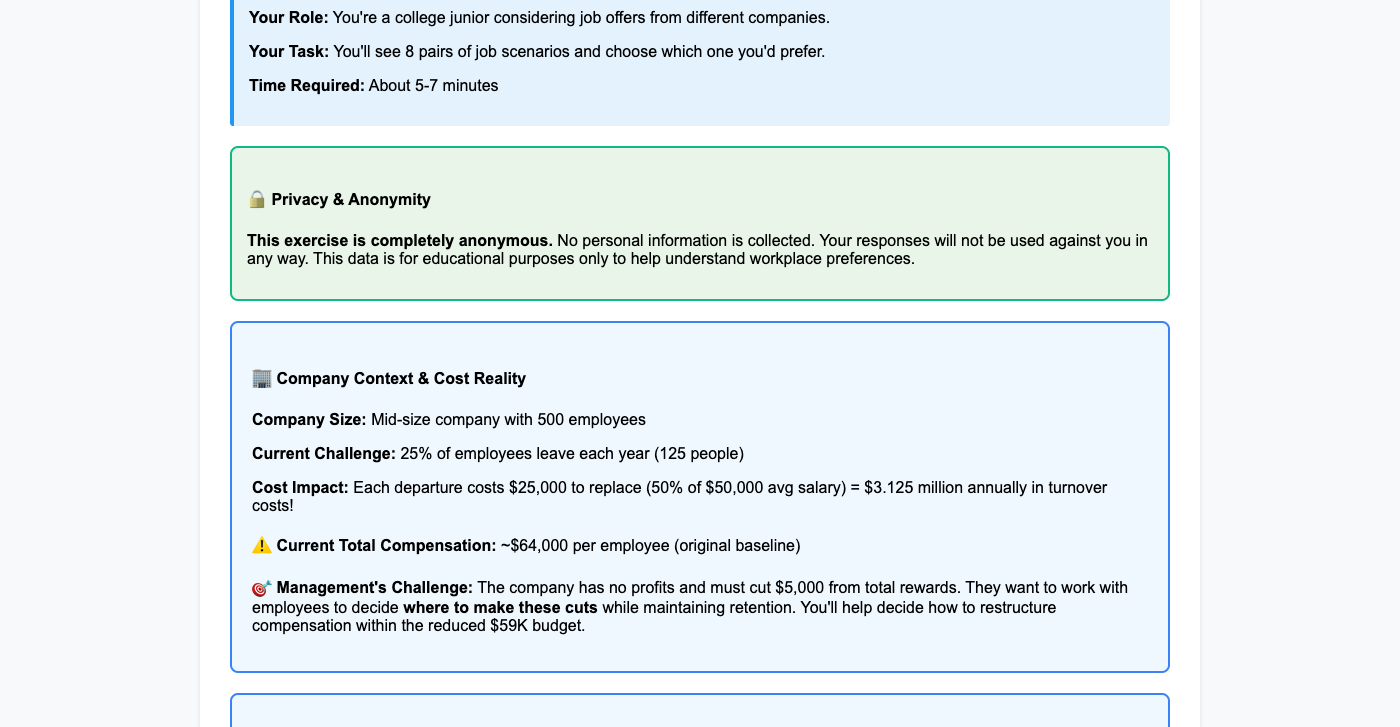 Your Role: You're a college junior considering job offers from different companies.
Your Task: You'll see 8 pairs of job scenarios and choose which one you'd prefer.
Time Required: About 5-7 minutes
🔒 Privacy & Anonymity
This exercise is completely anonymous. No personal information is collected. Your responses will not be used against you in
any way. This data is for educational purposes only to help understand workplace preferences.
🏢 Company Context & Cost Reality
Company Size: Mid-size company with 500 employees
Current Challenge: 25% of employees leave each year (125 people)
Cost Impact: Each departure costs $25,000 to replace (50% of $50,000 avg salary) = $3.125 million annually in turnover
costs!
⚠️ Current Total Compensation: ~$64,000 per employee (original baseline)
🎯 Management's Challenge: The company has no profits and must cut $5,000 from total rewards. They want to work with
employees to decide where to make these cuts while maintaining retention. You'll help decide how to restructure
compensation within the reduced $59K budget.